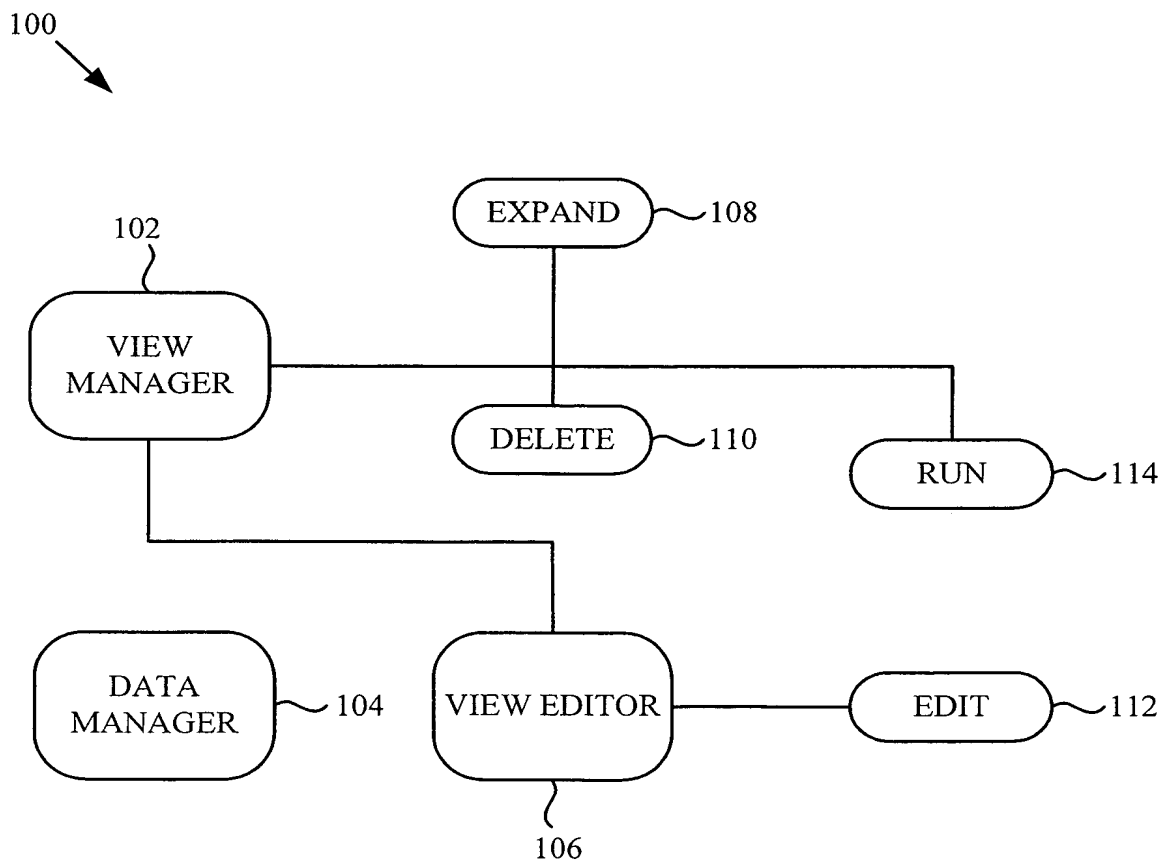 100
EXPAND
108
102
VIEW
MANAGER
DELETE
110
RUN
114
DATA
MANAGER
104
VIEW EDITOR
EDIT
112
106